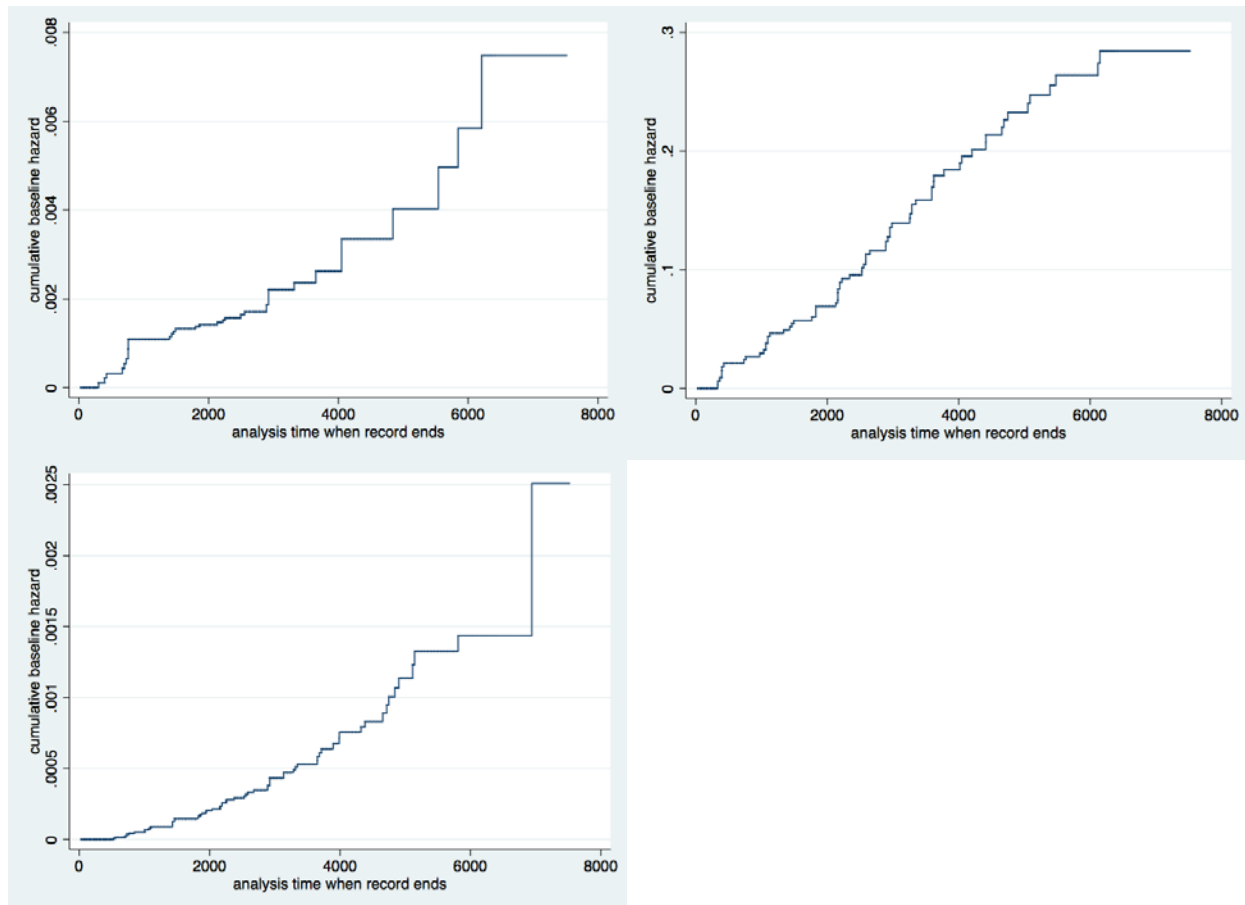 cumulative baseline hazard
0 .002 .004 .006 .008
0 2000 4000 6000 8000
analysis time when record ends
cumulative baseline hazard
0 .1 .2 .3
0 2000 4000 6000 8000
analysis time when record ends
cumulative baseline hazard
0 .0005 .001 .0015 .002 .0025
0 2000 4000 6000 8000
analysis time when record ends